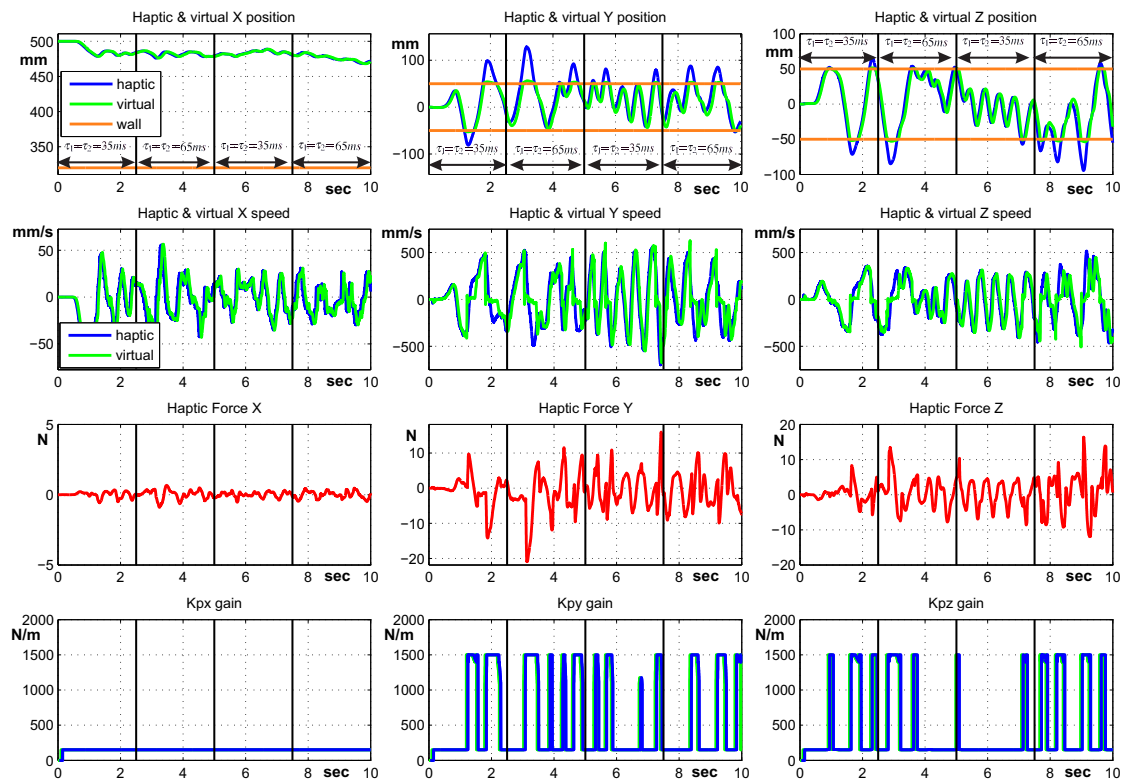 Haptic & virtual X position
500
mm
450
400
350
haptic
virtual
wall
τ1=τ2=35ms
τ1=τ2=65ms
τ1=τ2=35ms
τ1=τ2=65ms
0 2 4 6 8 10
sec
Haptic & virtual Y position
mm
100
0
−100
τ1=τ2=35ms
τ1=τ2=65ms
τ1=τ2=35ms
τ1=τ2=65ms
0 2 4 6 8 10
sec
Haptic & virtual Z position
mm
100
50
0
−50
−100
τ1=τ2=35ms
τ1=τ2=65ms
τ1=τ2=35ms
τ1=τ2=65ms
0 2 4 6 8 10
sec
Haptic & virtual X speed
mm/s
50
0
−50
haptic
virtual
0 2 4 6 8 10
sec
Haptic & virtual Y speed
mm/s
500
0
−500
0 2 4 6 8 10
sec
Haptic & virtual Z speed
mm/s
500
0
−500
0 2 4 6 8 10
sec
Haptic Force X
5
N
0
−5
0 2 4 6 8 10
sec
Haptic Force Y
N
10
0
−10
−20
0 2 4 6 8 10
sec
Haptic Force Z
20
N
10
0
−10
−20
0 2 4 6 8 10
sec
Kpx gain
2000
N/m
1500
1000
500
0
0 2 4 6 8 10
sec
Kpy gain
2000
N/m
1500
1000
500
0
0 2 4 6 8 10
sec
Kpz gain
2000
N/m
1500
1000
500
0
0 2 4 6 8 10
sec